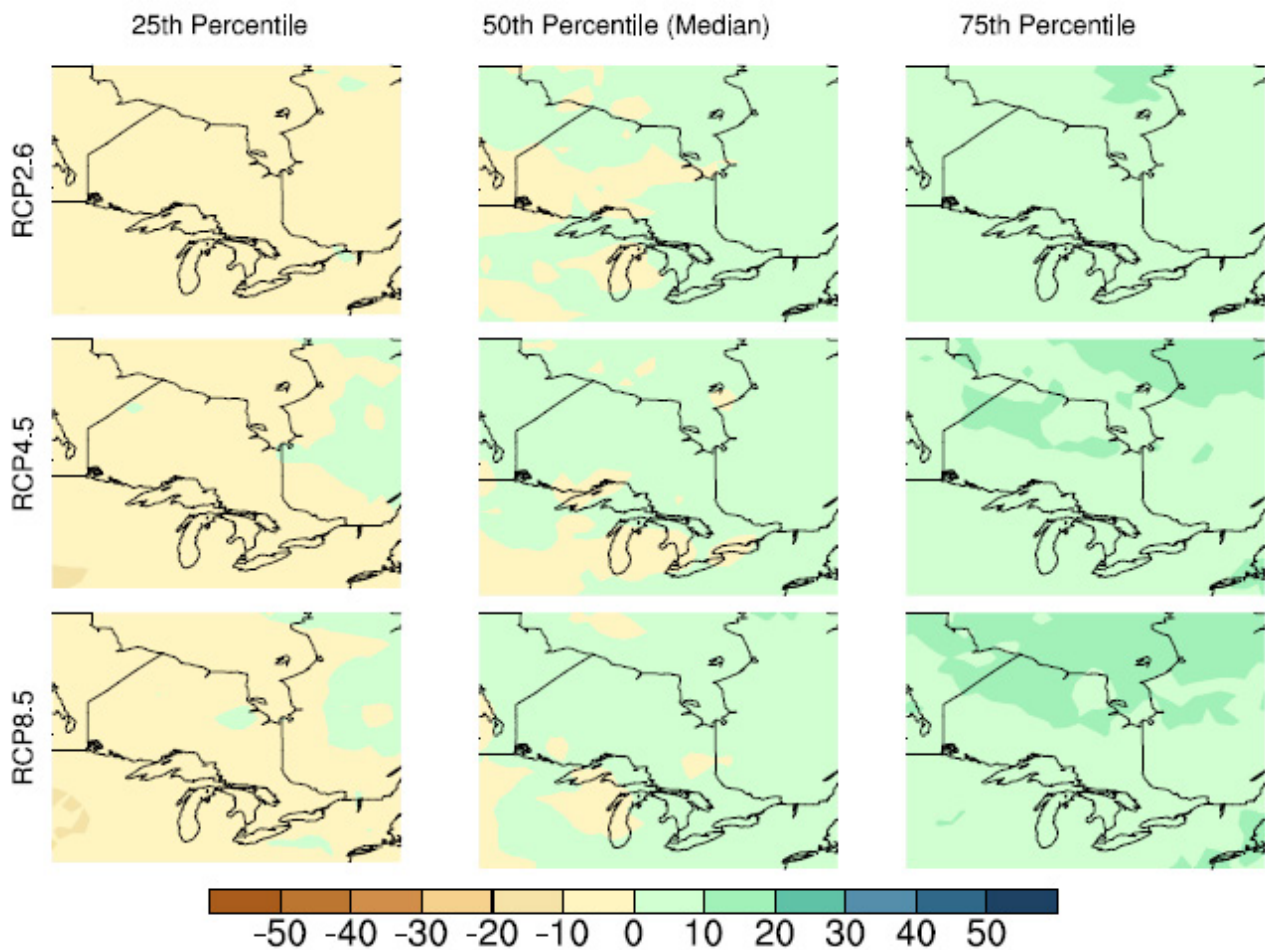 25th Percentile 50th Percentile (Median) 75th Percentile
RCP2.6
RCP4.5
RCP8.5
-50 -40 -30 -20 -10 0 10 20 30 40 50